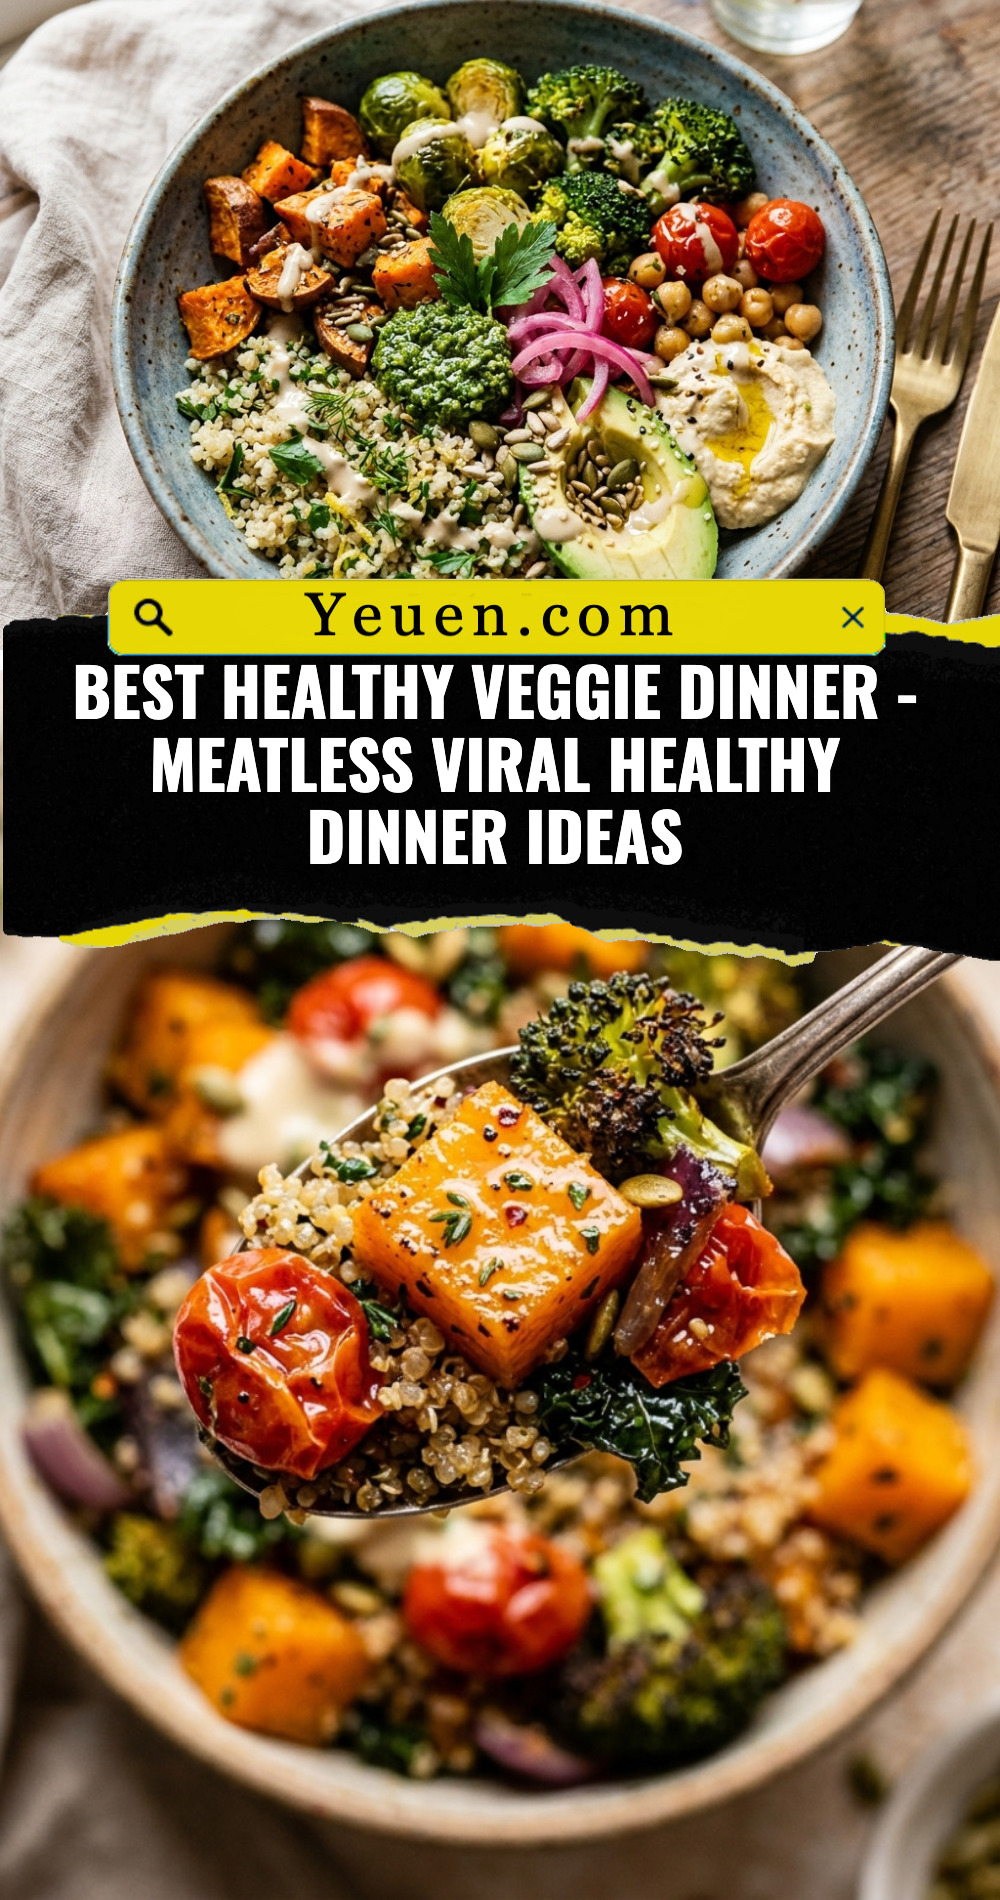 Yeuen.com
BEST HEALTHY VEGGIE DINNER -
MEATLESS VIRAL HEALTHY
DINNER IDEAS